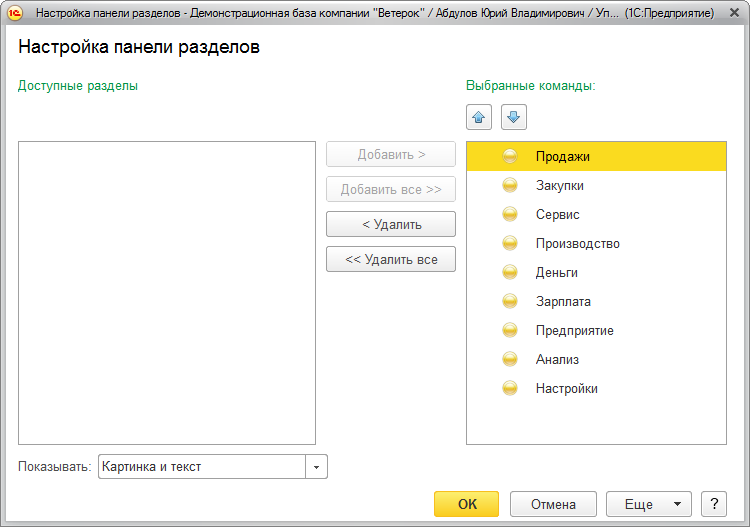 Настройка панели разделов - Демонстрационная база компании "Ветерок" / Абдулов Юрий Владимирович / Уп... (1С:Предприятие)
Настройка панели разделов
Доступные разделы
Выбранные команды:
Добавить >
Добавить все >>
< Удалить
<< Удалить все
Продажи
Закупки
Сервис
Производство
Деньги
Зарплата
Предприятие
Анализ
Настройки
Показывать: Картинка и текст
ОК Отмена Еще ?